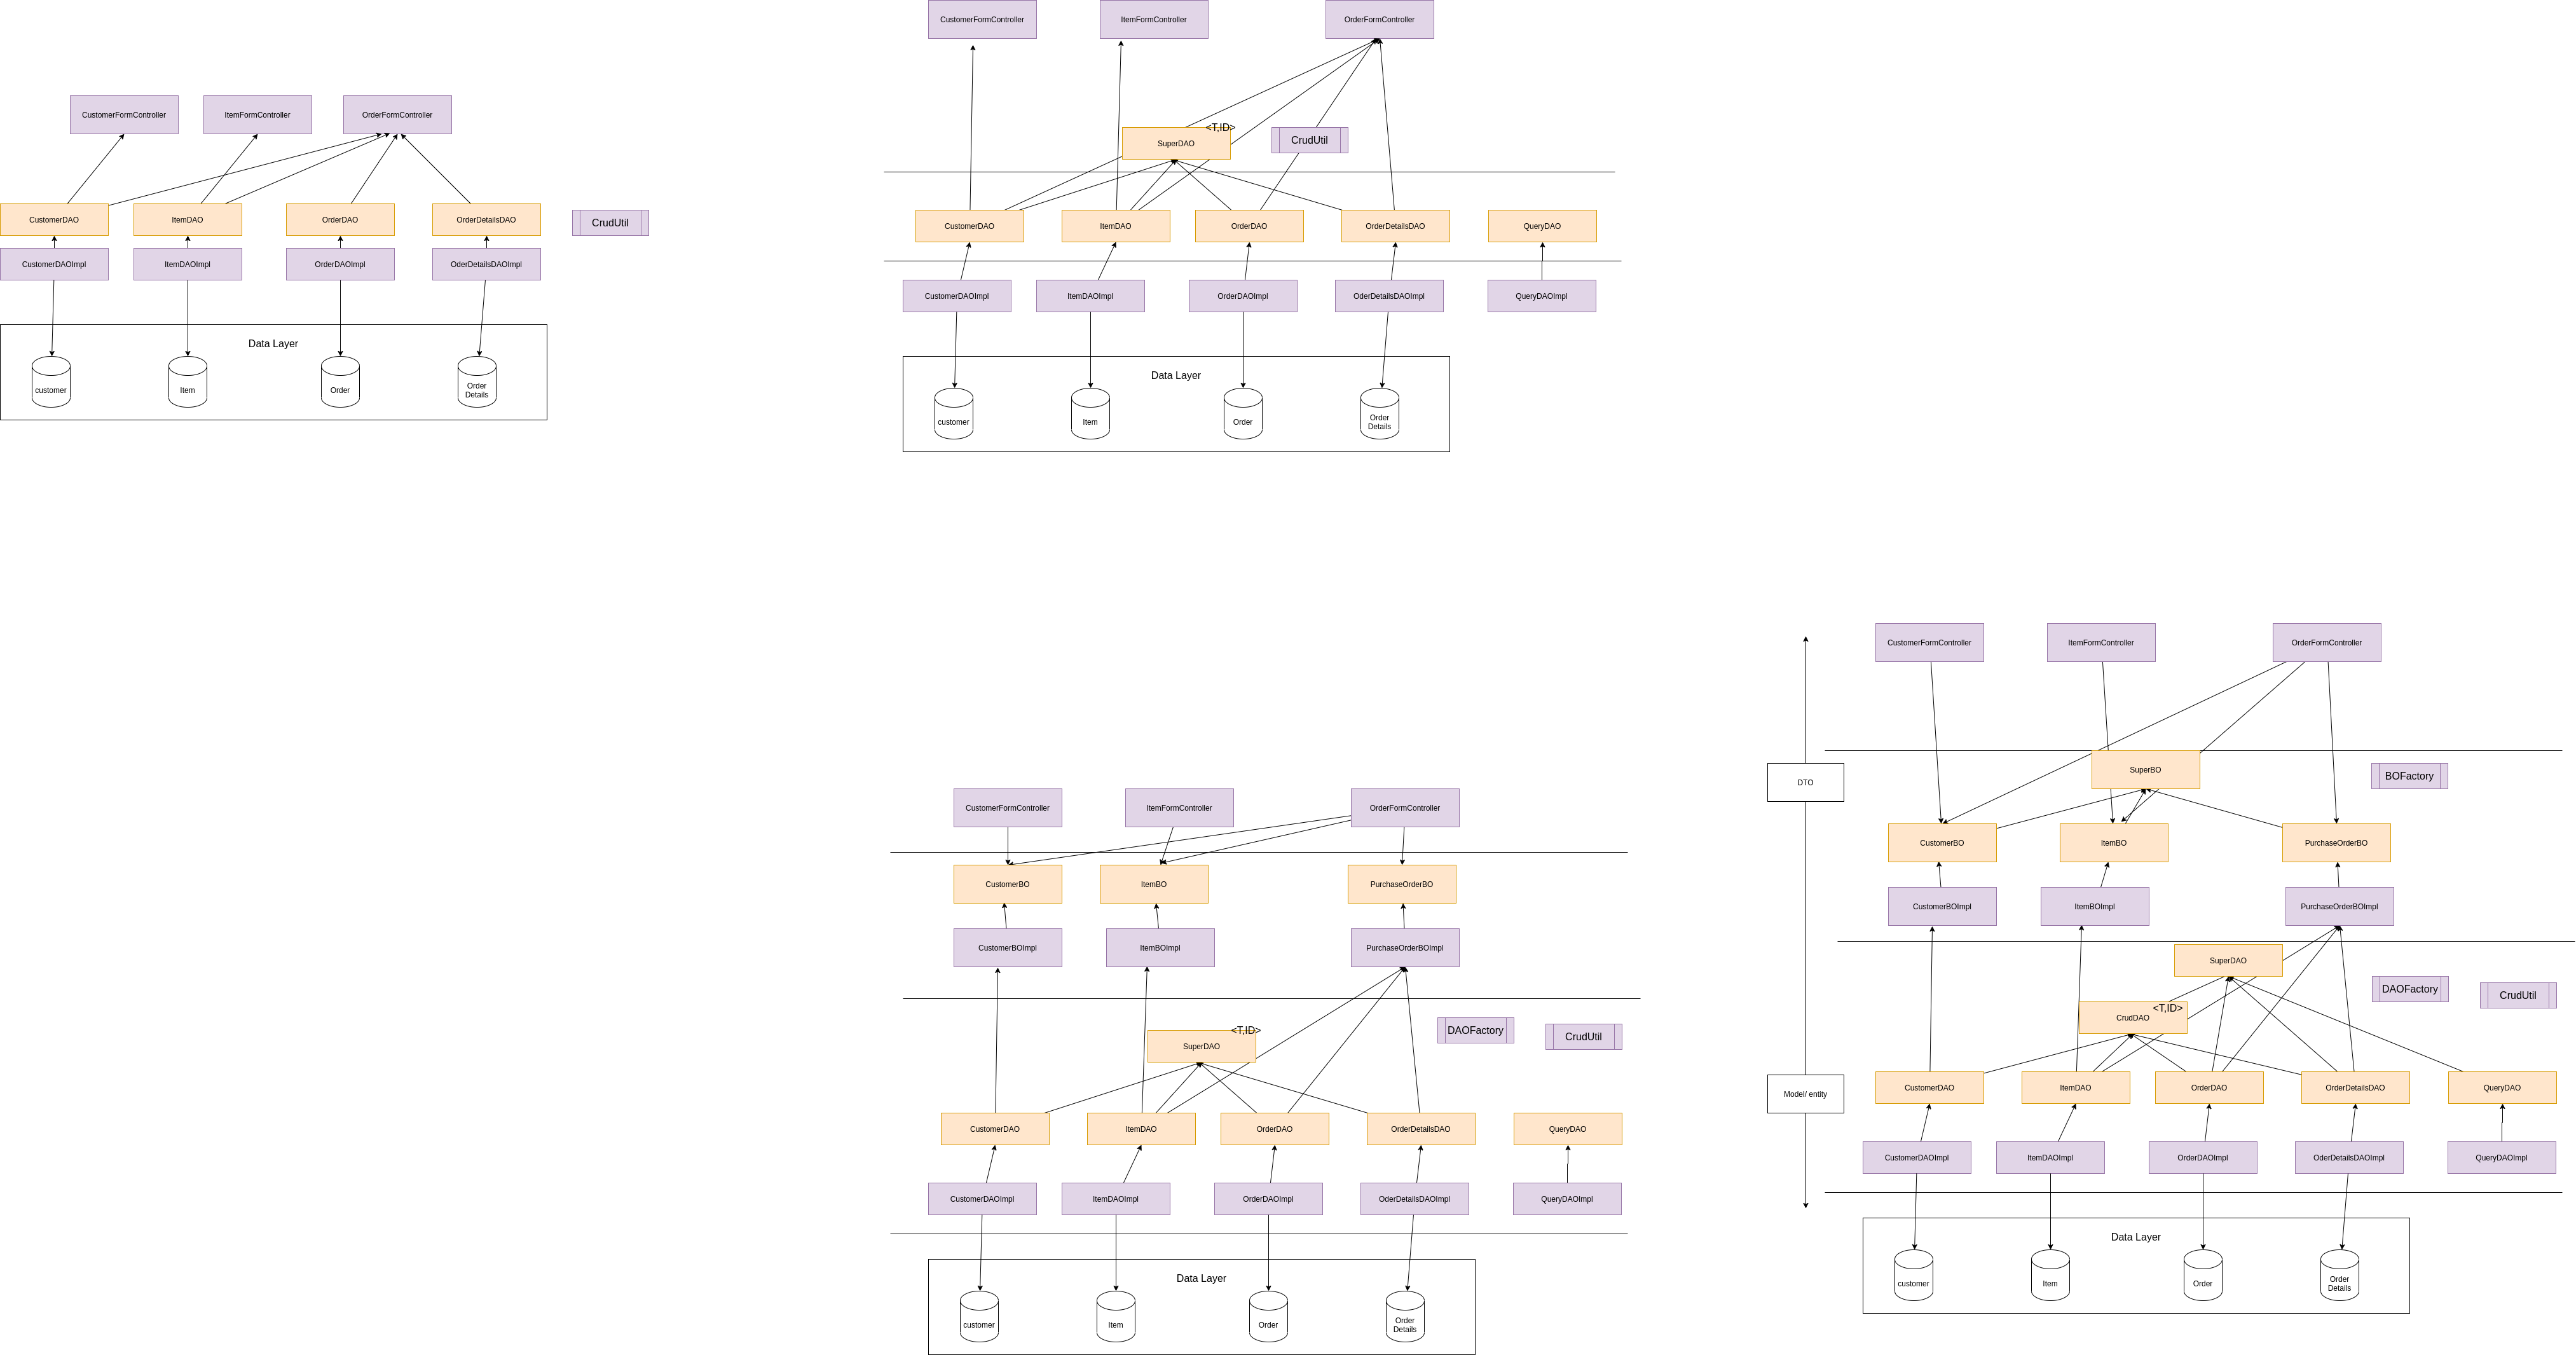 CustomerFormController
ItemFormController
OrderFormController
CustomerDAO
ItemDAO
OrderDAO
OrderDetailsDAO
CrudUtil
CustomerDAOImpl
ItemDAOImpl
OrderDAOImpl
OderDetailsDAOImpl
Data Layer
customer
Item
Order
Order
Details
CustomerFormController
ItemFormController
OrderFormController
<T,ID>
SuperDAO
CrudUtil
CustomerDAO
ItemDAO
OrderDAO
OrderDetailsDAO
QueryDAO
CustomerDAOImpl
ItemDAOImpl
OrderDAOImpl
OderDetailsDAOImpl
QueryDAOImpl
Data Layer
customer
Item
Order
Order
Details
CustomerFormController
ItemFormController
OrderFormController
CustomerBO
ItemBO
PurchaseOrderBO
CustomerBOImpl
ItemBOImpl
PurchaseOrderBOImpl
<T,ID>
SuperDAO
DAOFactory
CrudUtil
CustomerDAO
ItemDAO
OrderDAO
OrderDetailsDAO
QueryDAO
CustomerDAOImpl
ItemDAOImpl
OrderDAOImpl
OderDetailsDAOImpl
QueryDAOImpl
Data Layer
customer
Item
Order
Order
Details
CustomerFormController
ItemFormController
OrderFormController
DTO
SuperBO
BOFactory
CustomerBO
ItemBO
PurchaseOrderBO
CustomerBOImpl
ItemBOImpl
PurchaseOrderBOImpl
SuperDAO
DAOFactory
CrudUtil
<T,ID>
CrudDAO
Model/ entity
CustomerDAO
ItemDAO
OrderDAO
OrderDetailsDAO
QueryDAO
CustomerDAOImpl
ItemDAOImpl
OrderDAOImpl
OderDetailsDAOImpl
QueryDAOImpl
Data Layer
customer
Item
Order
Order
Details